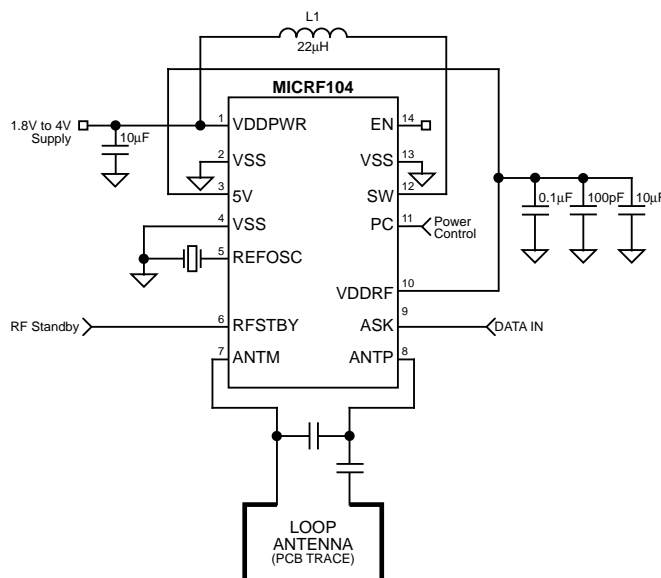 L1
22μH
MICRF104
1.8V to 4V
Supply
10μF
1
VDDPWR
EN
14
2
VSS
VSS
13
3
5V
SW
12
4
VSS
PC
11
Power
Control
0.1μF
100pF
10μF
5
REFOSC
VDDRF
10
RF Standby
6
RFSTBY
ASK
9
DATA IN
7
ANTM
ANTP
8
LOOP
ANTENNA
(PCB TRACE)